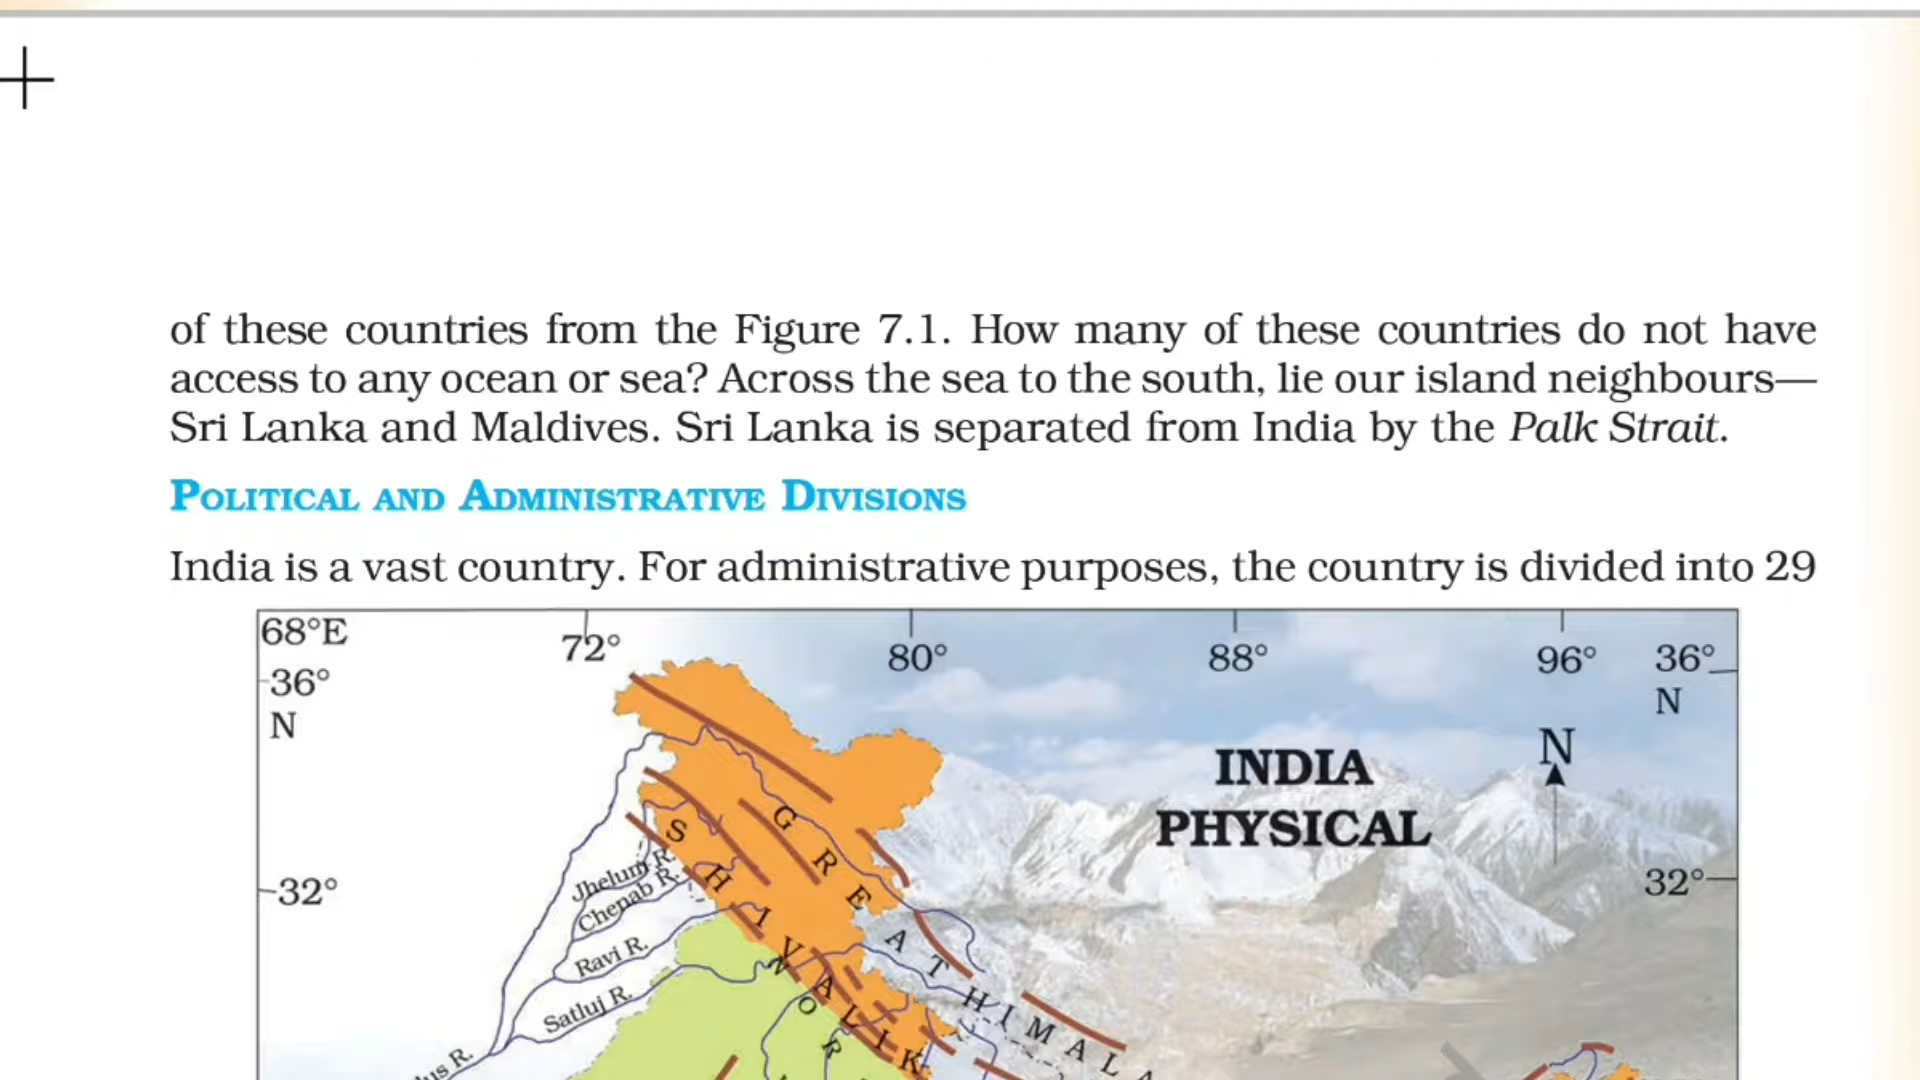 of these countries from the Figure 7.1. How many of these countries do not have
access to any ocean or sea? Across the sea to the south, lie our island neighbours—
Sri Lanka and Maldives. Sri Lanka is separated from India by the Palk Strait.
POLITICAL AND ADMINISTRATIVE DIVISIONS
India is a vast country. For administrative purposes, the country is divided into 29
68°E
72°
80°
88°
96°
36°
N
36°
N
N
INDIA
PHYSICAL
32°
32°
GREAT HIMAL
SHIVALIK
NOR
Jhelum R.
Chenab R.
Ravi R.
Satluj R.
R.